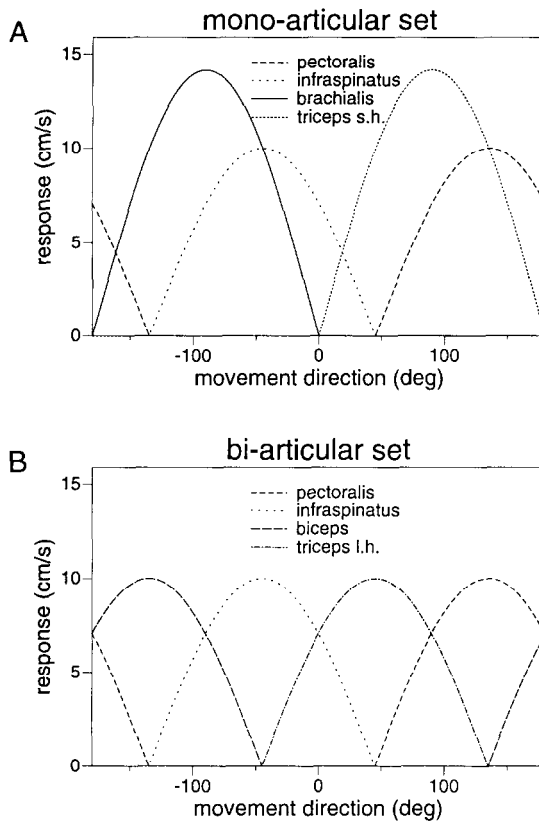 A
mono-articular set
pectoralis
infraspinatus
brachialis
triceps s.h.
15
10
5
0
response (cm/s)
-100
0
100
movement direction (deg)
B
bi-articular set
pectoralis
infraspinatus
biceps
triceps l.h.
15
10
5
0
response (cm/s)
-100
0
100
movement direction (deg)